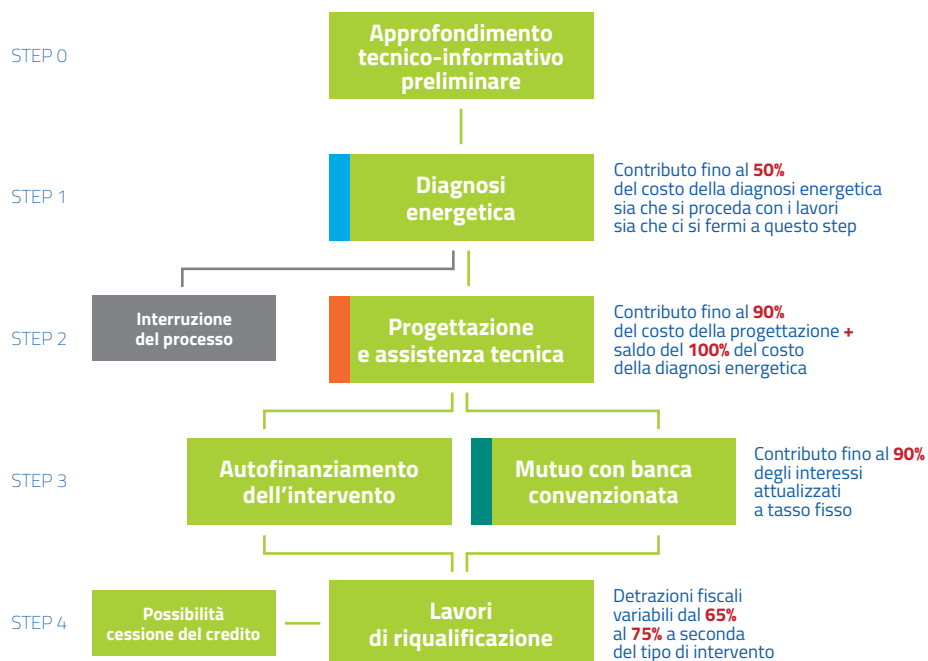 STEP 0
Approfondimento
tecnico-informativo
preliminare
STEP 1
Diagnosi
energetica
Contributo fino al 50%
del costo della diagnosi energetica
sia che si proceda con i lavori
sia che ci si fermi a questo step
STEP 2
Interruzione
del processo
Progettazione
e assistenza tecnica
Contributo fino al 90%
del costo della progettazione +
saldo del 100% del costo
della diagnosi energetica
STEP 3
Autofinanziamento
dell'intervento
Mutuo con banca
convenzionata
Contributo fino al 90%
degli interessi
attualizzati
a tasso fisso
STEP 4
Possibilità
cessione del credito
Lavori
di riqualificazione
Detrazioni fiscali
variabili dal 65%
al 75% a seconda
del tipo di intervento